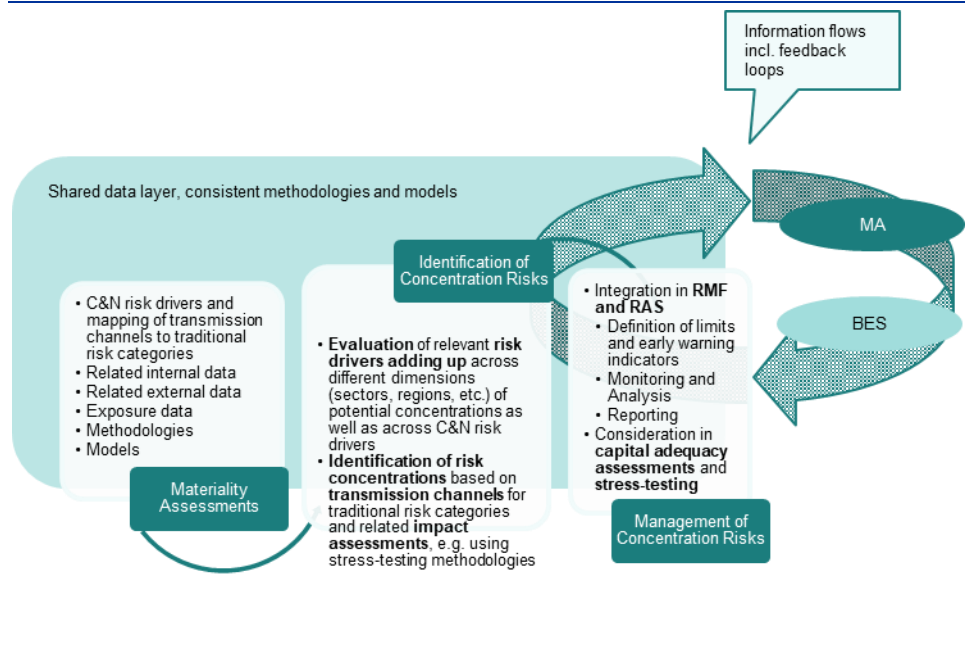 Information flows
incl. feedback
loops
Shared data layer, consistent methodologies and models
MA
BES
• C&N risk drivers and
mapping of transmission
channels to traditional
risk categories
• Related internal data
• Related external data
• Exposure data
• Methodologies
• Models
Materiality
Assessments
Identification of
Concentration Risks
• Evaluation of relevant risk
drivers adding up across
different dimensions
(sectors, regions, etc.) of
potential concentrations as
well as across C&N risk
drivers
• Identification of risk
concentrations based on
transmission channels for
traditional risk categories
and related impact
assessments, e.g. using
stress-testing methodologies
• Integration in RMF
and RAS
• Definition of limits
and early warning
indicators
• Monitoring and
Analysis
• Reporting
• Consideration in
capital adequacy
assessments and
stress-testing
Management of
Concentration Risks